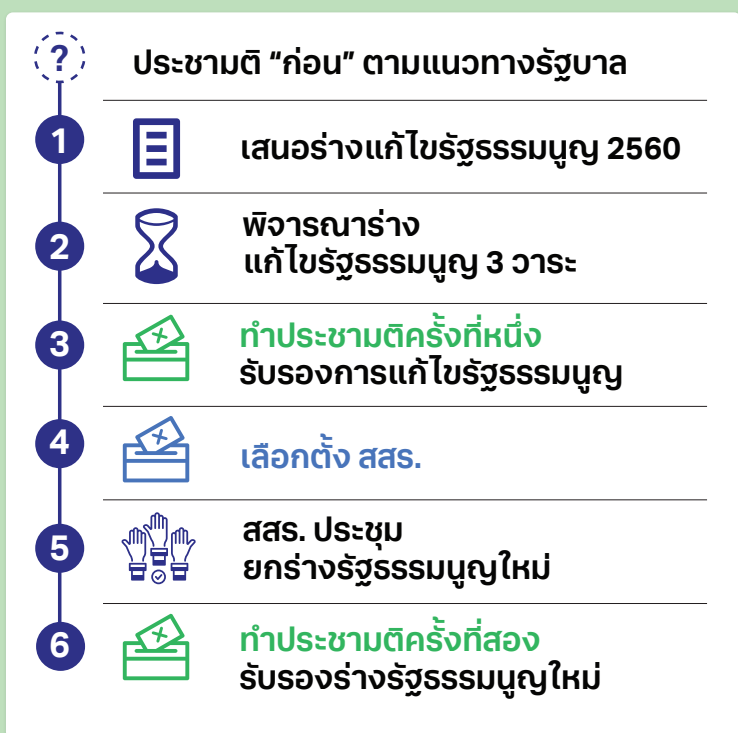 ?
ประชามติ “ก่อน” ตามแนวทางรัฐบาล
1
เสนอร่างแก้ไขรัฐธรรมนูญ 2560
2
พิจารณาร่าง
แก้ไขรัฐธรรมนูญ 3 วาระ
3
ทำประชามติครั้งที่หนึ่ง
รับรองการแก้ไขรัฐธรรมนูญ
4
เลือกตั้ง สสร.
5
สสร. ประชุม
ยกร่างรัฐธรรมนูญใหม่
6
ทำประชามติครั้งที่สอง
รับรองร่างรัฐธรรมนูญใหม่